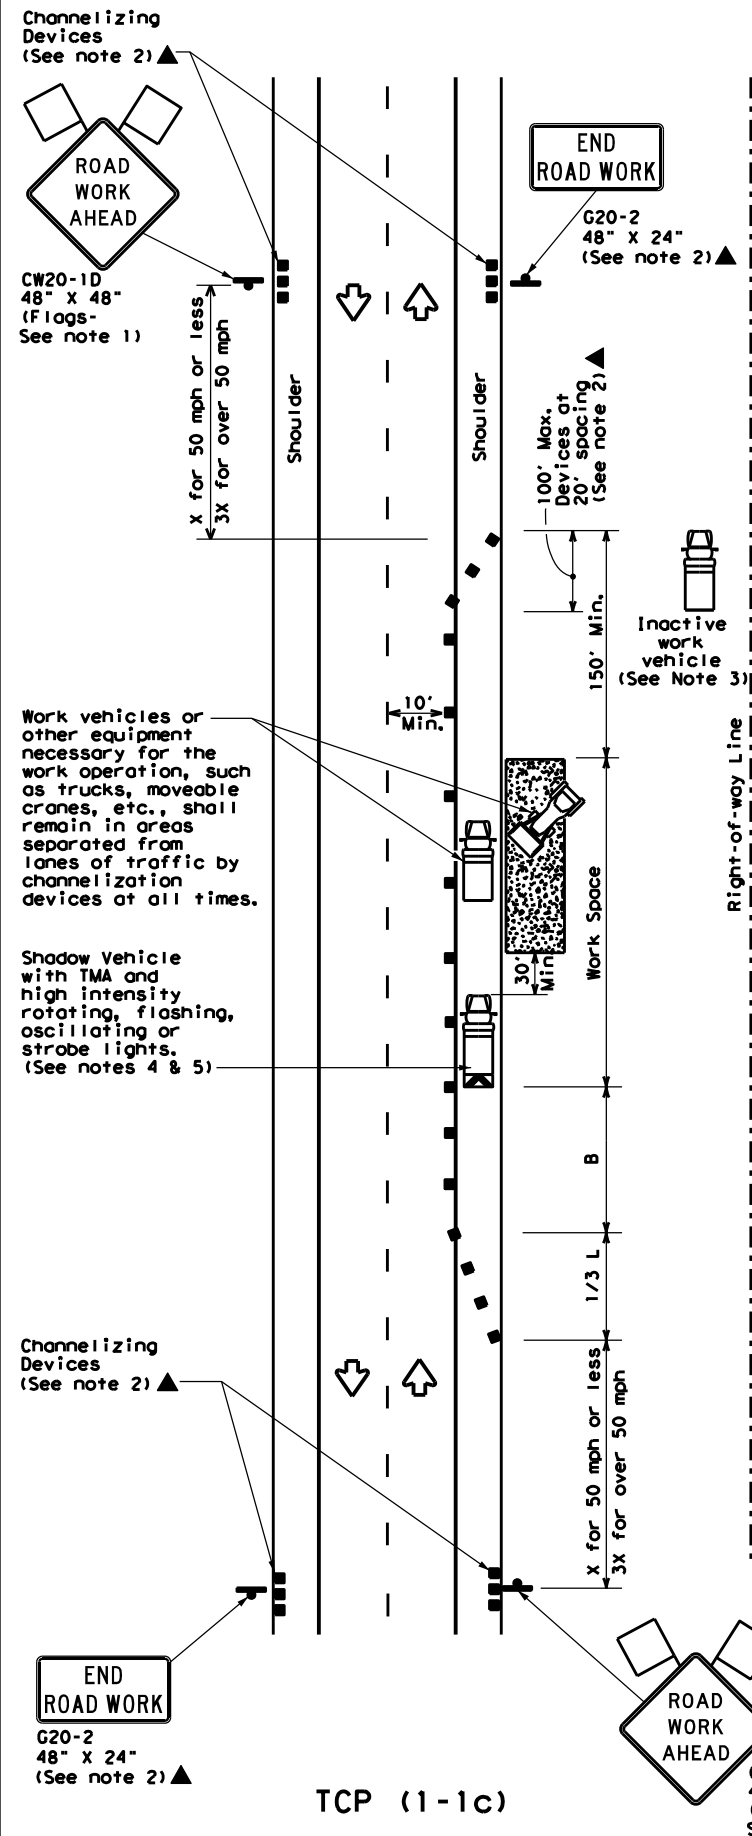 Channelizing
Devices
(See note 2) ▲
ROAD
WORK
AHEAD
CW20-1D
48" X 48"
(Flags-
See note 1)
END
ROAD WORK
G20-2
48" X 24"
(See note 2) ▲
X for 50 mph or less
3X for over 50 mph
Shoulder
Shoulder
100' Max.
Devices at
20' spacing
(See note 2) ▲
150' Min.
Inactive
work
vehicle
(See Note 3)
10'
Min.
Work vehicles or
other equipment
necessary for the
work operation, such
as trucks, moveable
cranes, etc., shall
remain in areas
separated from
lanes of traffic by
channelization
devices at all times.
Right-of-way Line
Work Space
30'
Min.
Shadow Vehicle
with TMA and
high intensity
rotating, flashing,
oscillating or
strobe lights.
(See notes 4 & 5)
B
1/3 L
Channelizing
Devices
(See note 2) ▲
X for 50 mph or less
3X for over 50 mph
END
ROAD WORK
G20-2
48" X 24"
(See note 2) ▲
ROAD
WORK
AHEAD
TCP (1-1c)